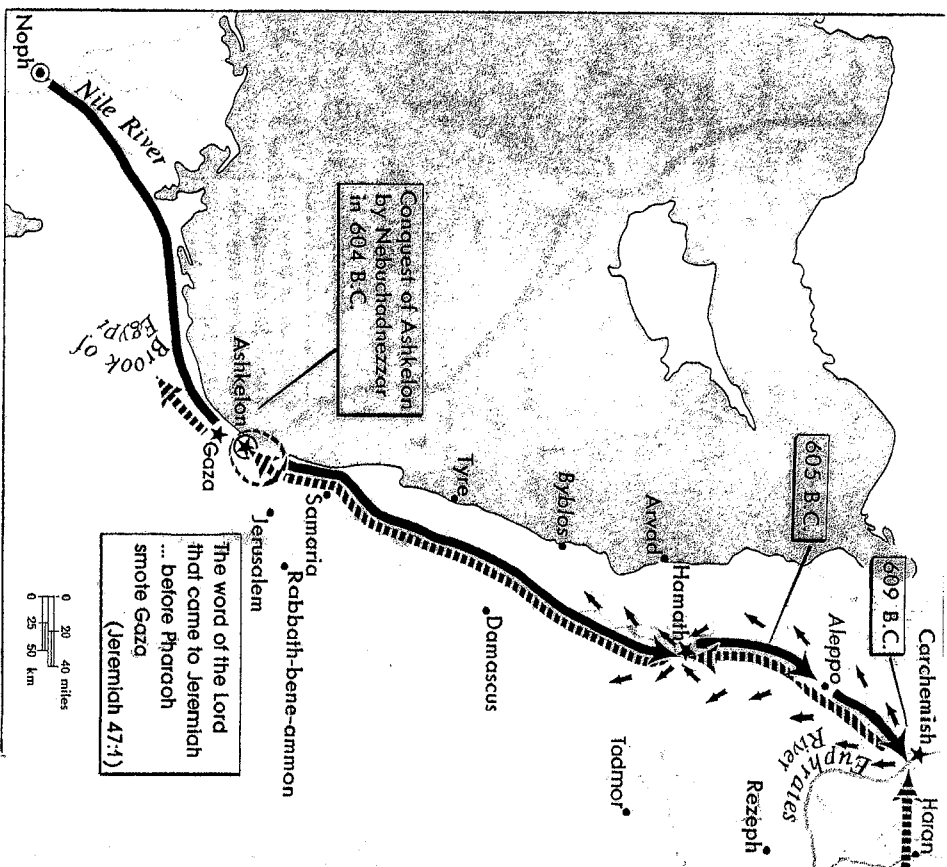 Noph
Nile River
Conquest of Ashkelon
by Nebuchadnezzar
in 604 B.C.
Brook of
Egypt
Ashkelon
Gaza
Samaria
Jerusalem
Rabbath-bene-ammon
Tyre
Byblos
Arvad
Hamath
Damascus
605 B.C.
609 B.C.
Aleppo
Carchemish
Haran
Euphrates
River
Tadmor
Rezeph
The word of the Lord
that came to Jeremiah
... before Pharaoh
smote Gaza
(Jeremiah 47:1)
0 20 40 miles
0 25 50 km